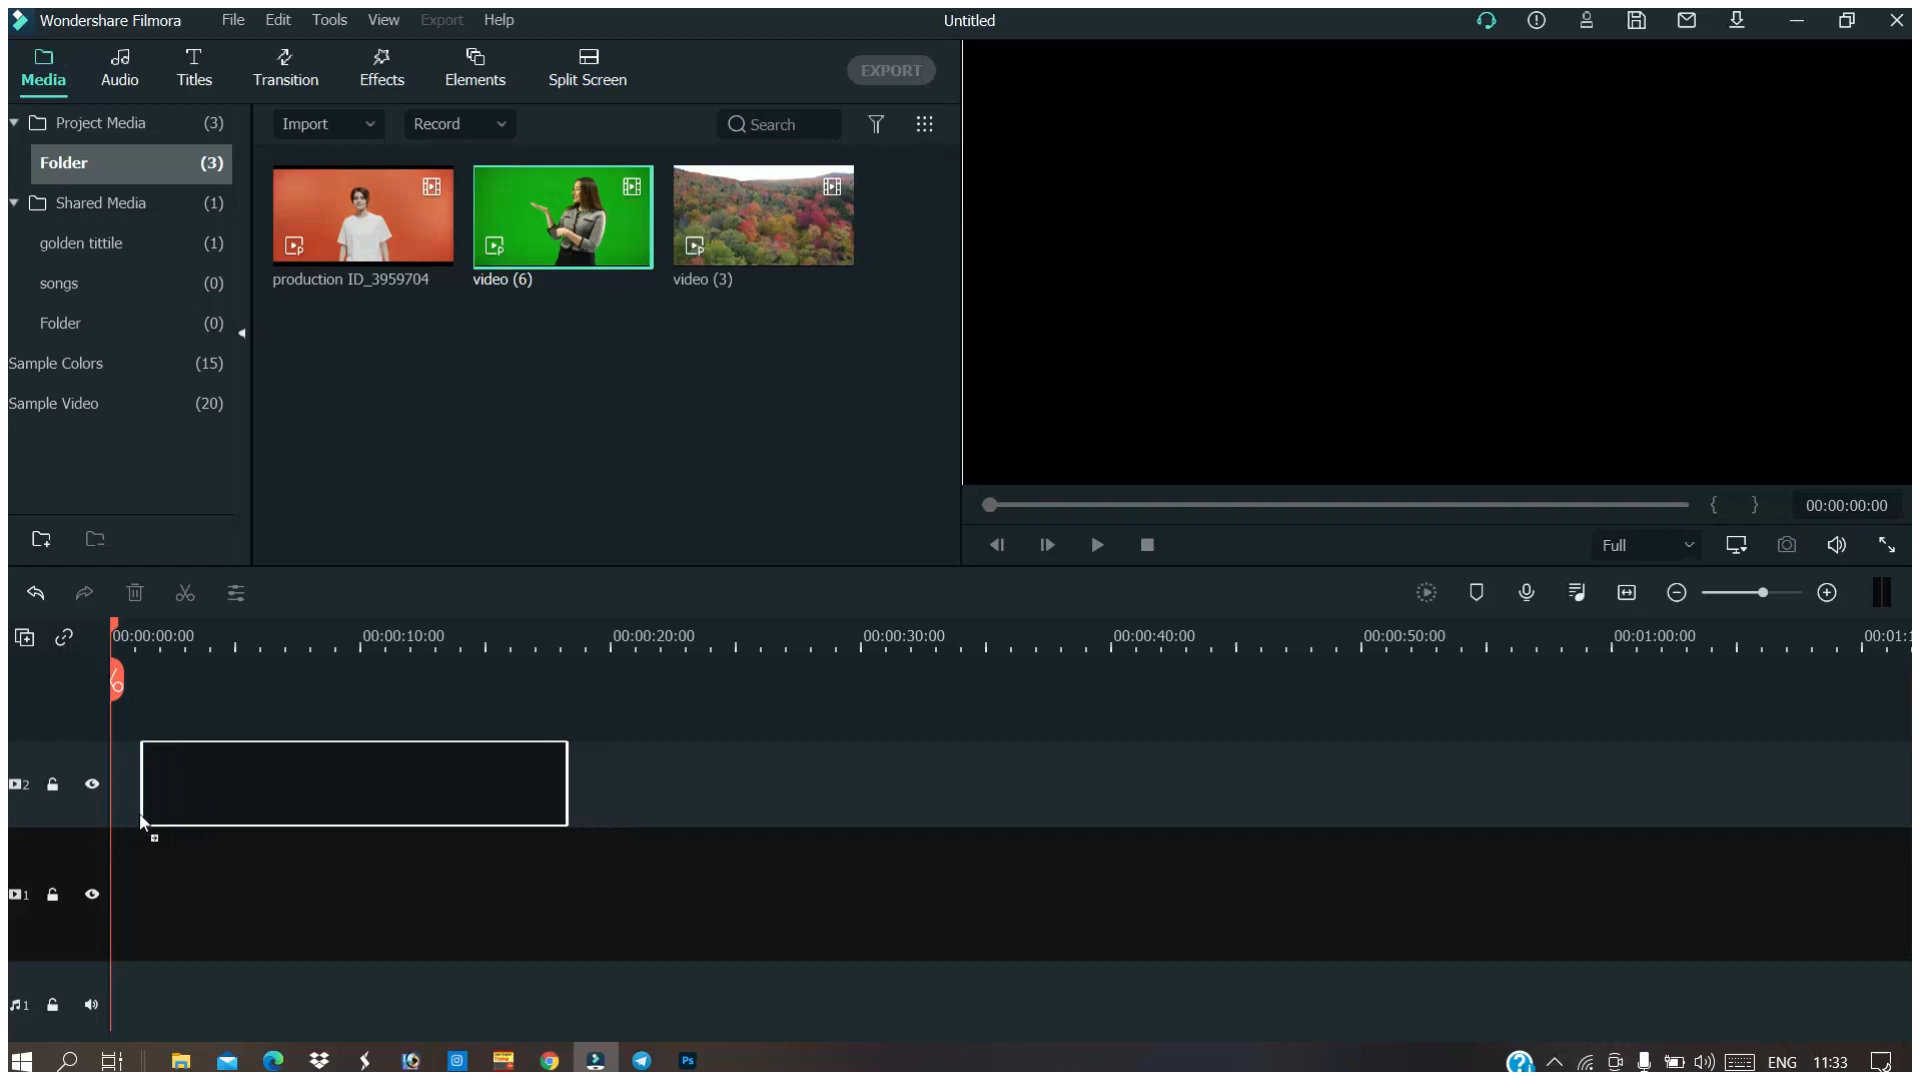 Wondershare Filmora File Edit Tools View Export Help Untitled
Media Audio Titles Transition Effects Elements Split Screen EXPORT
Project Media (3)
Folder (3)
Shared Media (1)
golden tittile (1)
songs (0)
Folder (0)
Sample Colors (15)
Sample Video (20)
Import Record Search
production ID_3959704 video (6) video (3)
{ } 00:00:00:00
Full
00:00:00:00 00:00:10:00 00:00:20:00 00:00:30:00 00:00:40:00 00:00:50:00 00:01:00:00 00:01:1
2
1
1
Ps ENG 11:33